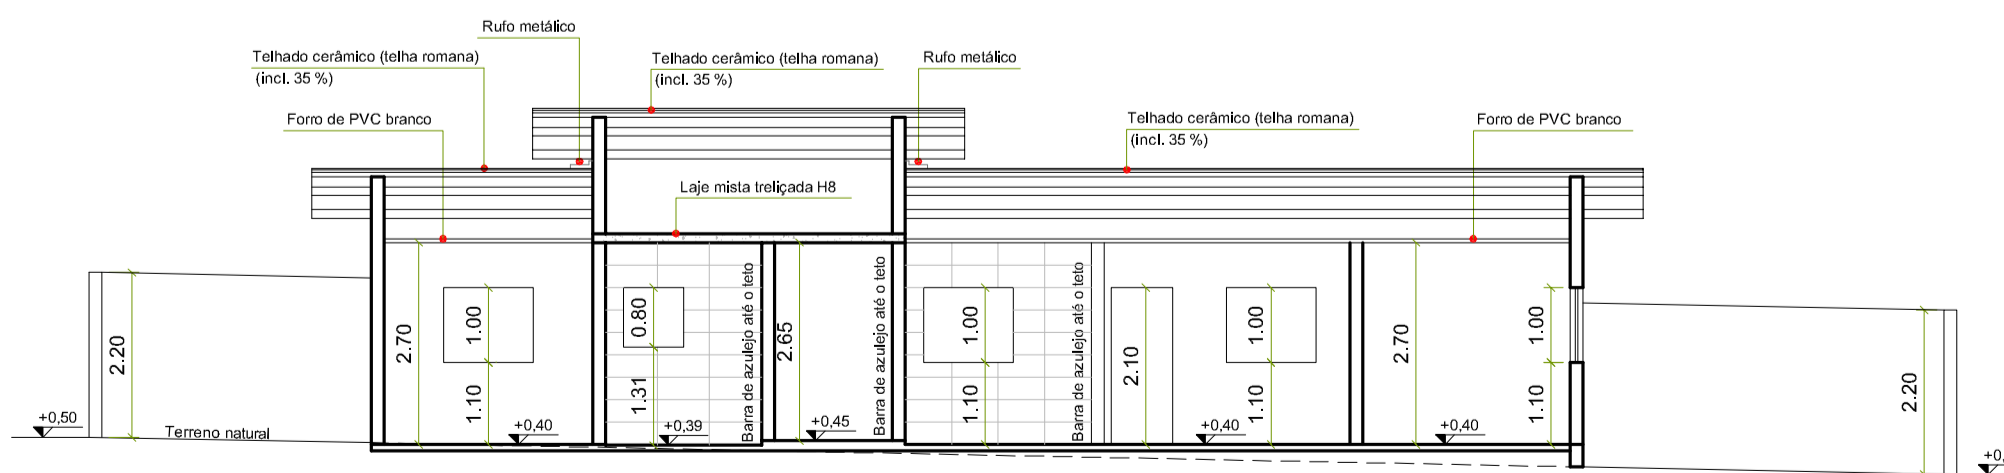 Rufo metálico
Telhado cerâmico (telha romana)
(incl. 35 %)
Telhado cerâmico (telha romana)
(incl. 35 %)
Rufo metálico
Forro de PVC branco
Telhado cerâmico (telha romana)
(incl. 35 %)
Forro de PVC branco
Laje mista treliçada H8
2.20
2.70
1.00
1.10
0.80
1.31
Barra de azulejo até o teto
2.65
Barra de azulejo até o teto
1.00
1.10
Barra de azulejo até o teto
2.10
1.00
1.10
2.70
1.00
1.10
2.20
+0,50
Terreno natural
+0,40
+0,39
+0,45
+0,40
+0,40
+0,